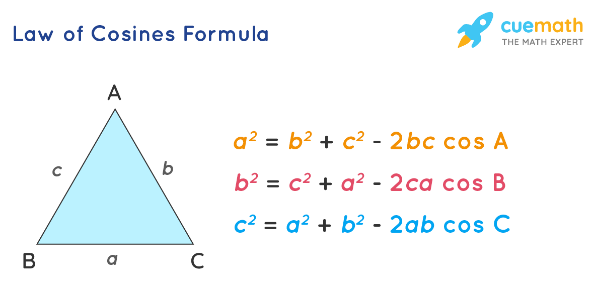 Law of Cosines Formula
cuemath
THE MATH EXPERT
A
c
b
B
a
C
a² = b² + c² - 2bc cos A
b² = c² + a² - 2ca cos B
c² = a² + b² - 2ab cos C